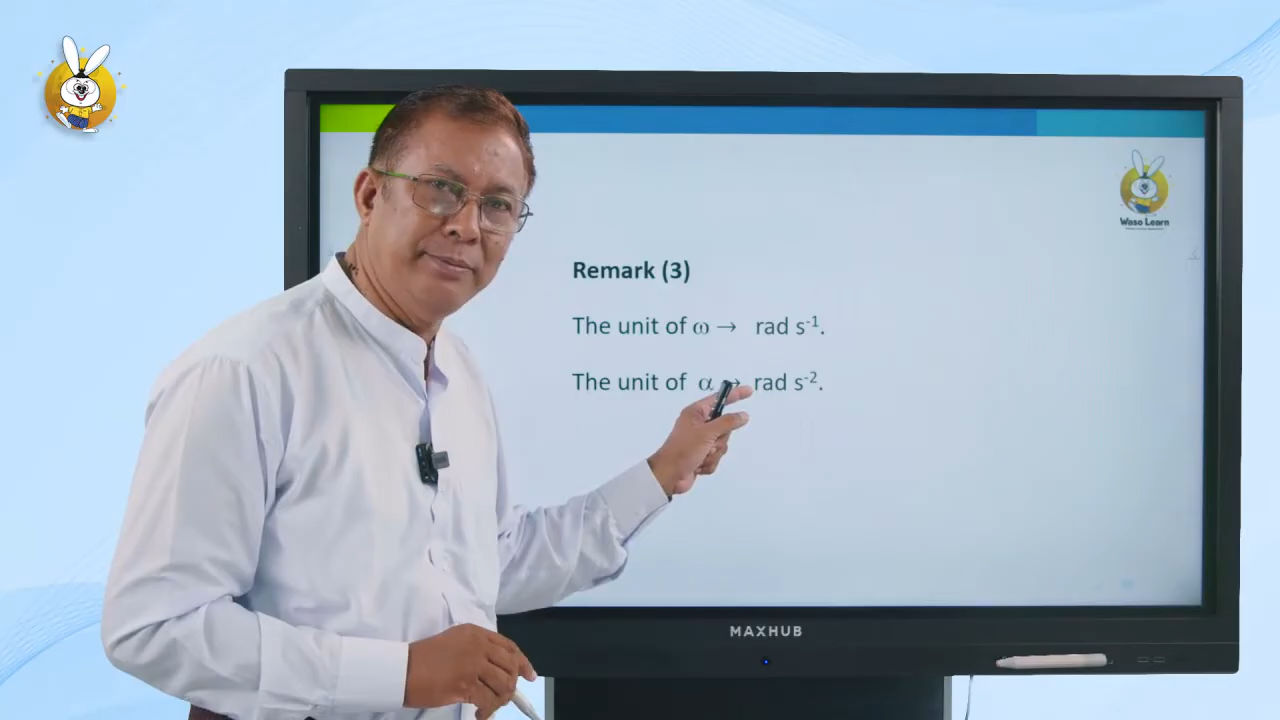 Waso Learn
Remark (3)
The unit of ω → rad s⁻¹.
The unit of α → rad s⁻².
MAXHUB